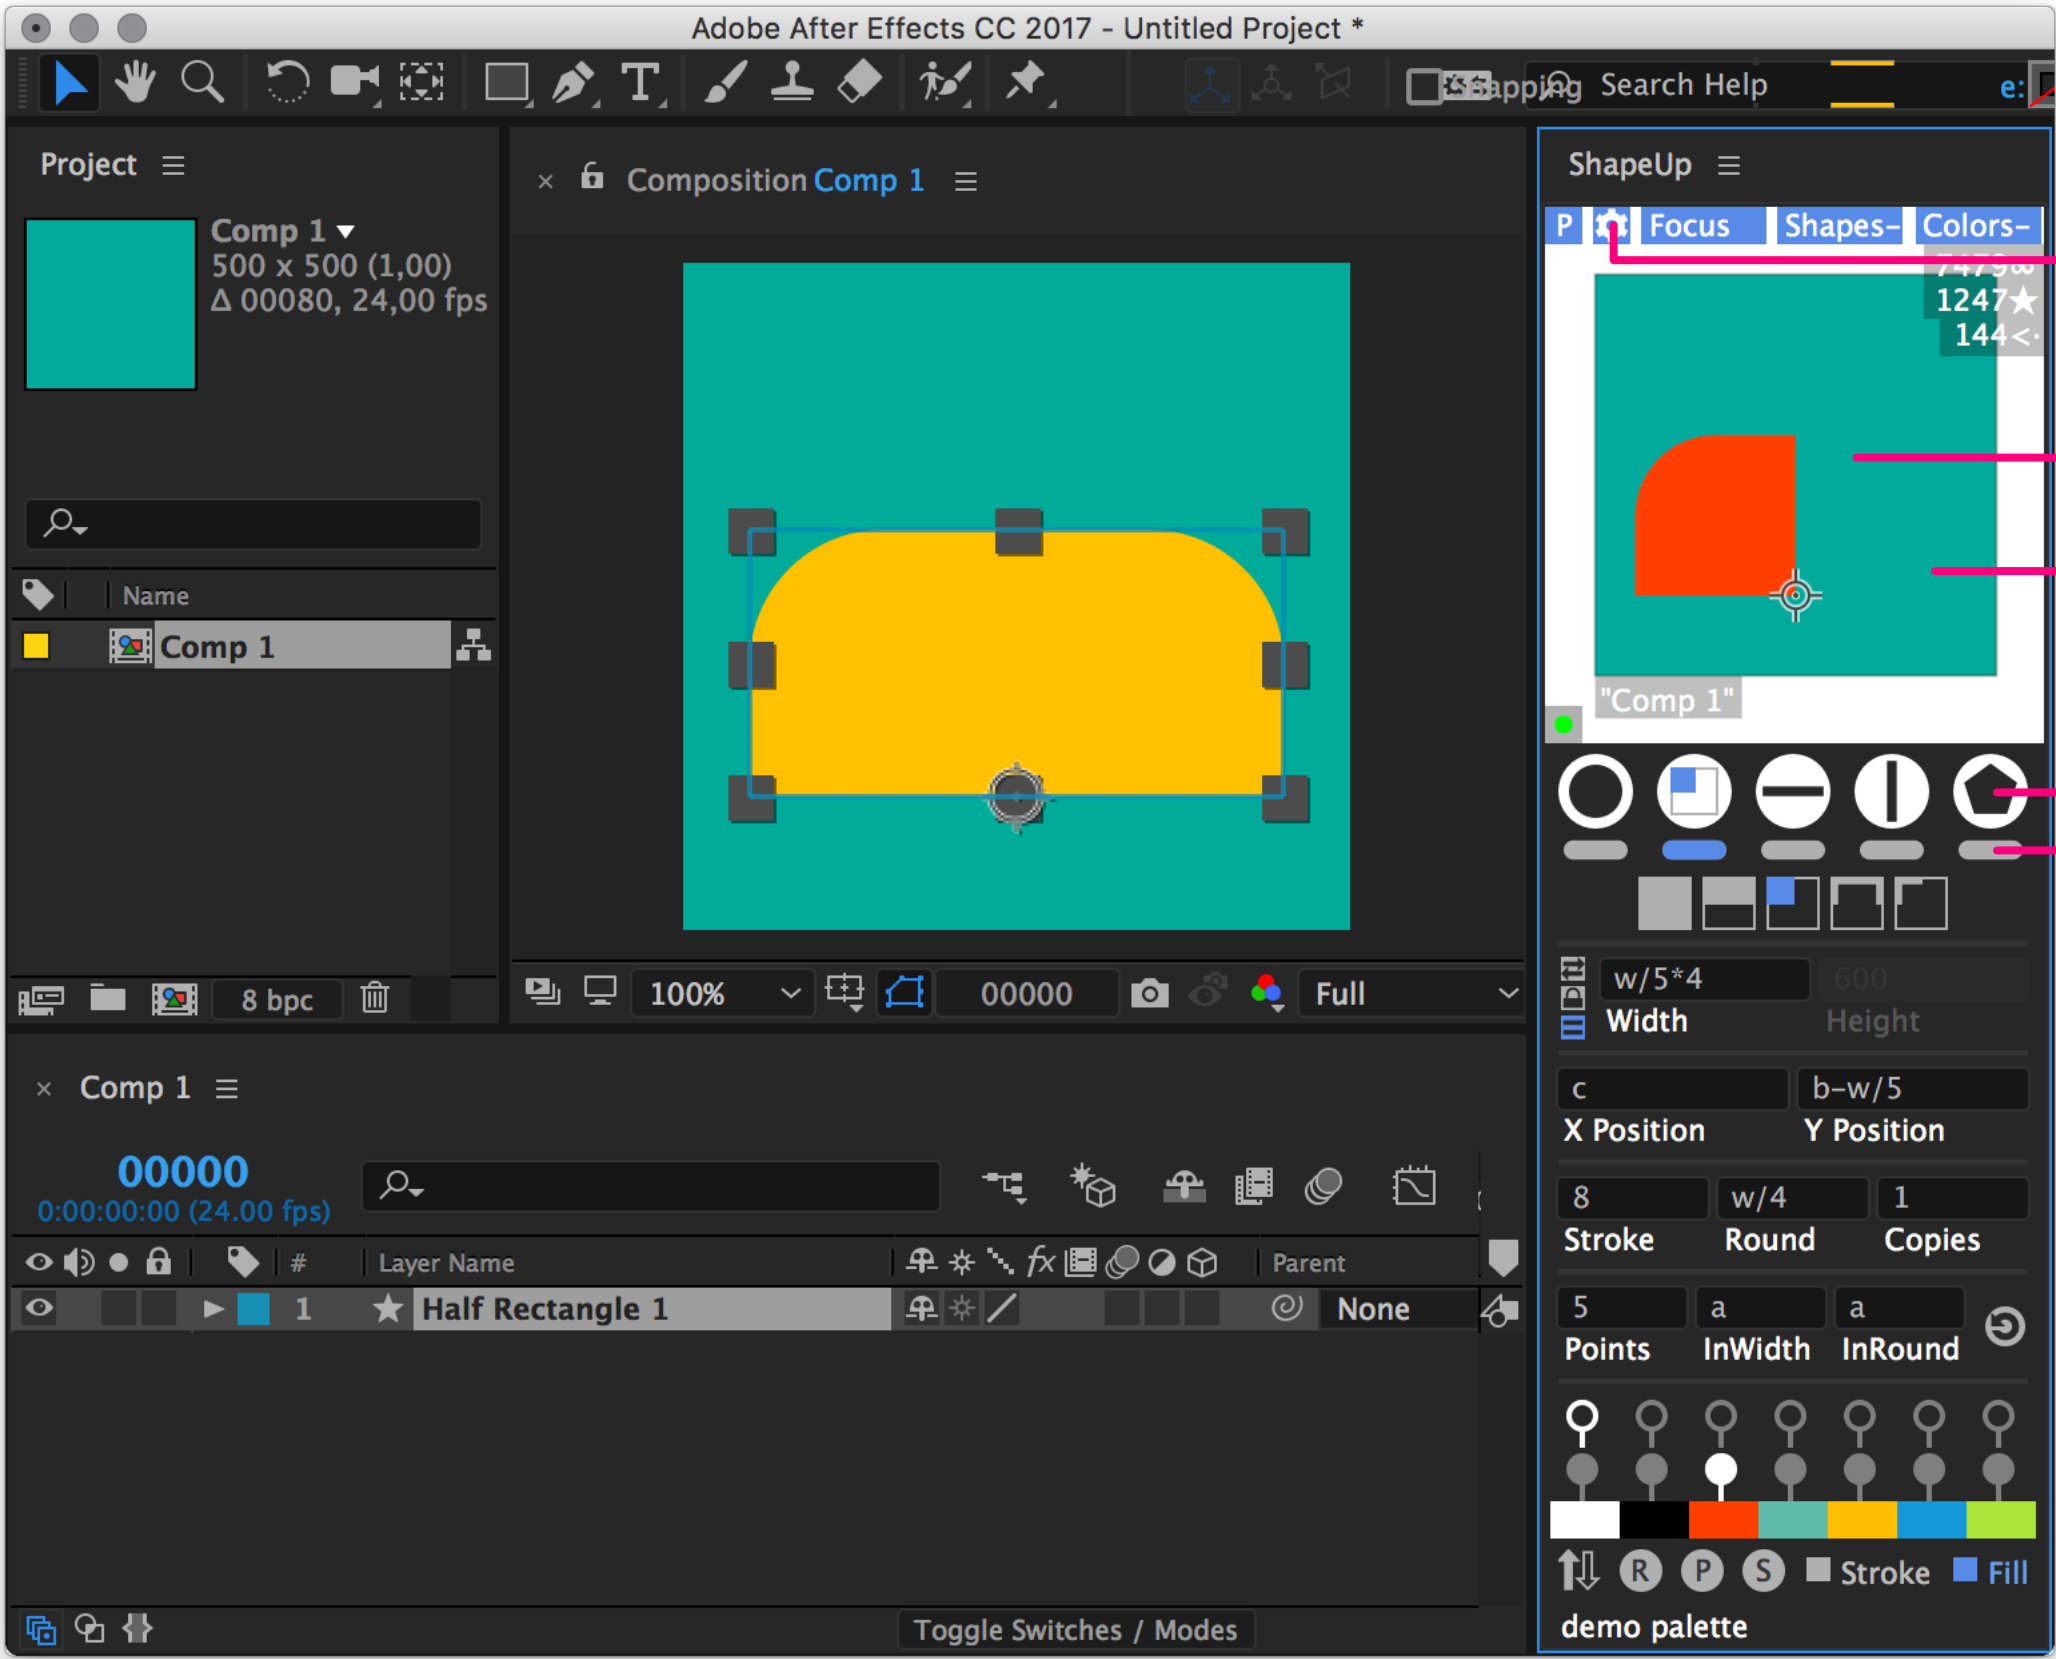 Adobe After Effects CC 2017 - Untitled Project *
Search Help
e:
Project
Comp 1
500 x 500 (1,00)
Δ 00080, 24,00 fps
Name
Comp 1
8 bpc
Composition Comp 1
100%
00000
Full
ShapeUp
P
Focus
Shapes-
Colors-
1247★
144<·
"Comp 1"
w/5*4
600
Width
Height
c
b-w/5
X Position
Y Position
8
w/4
1
Stroke
Round
Copies
5
a
a
Points
InWidth
InRound
R
P
S
Stroke
Fill
demo palette
Comp 1
00000
0:00:00:00 (24.00 fps)
#
Layer Name
fx
Parent
1
Half Rectangle 1
None
Toggle Switches / Modes